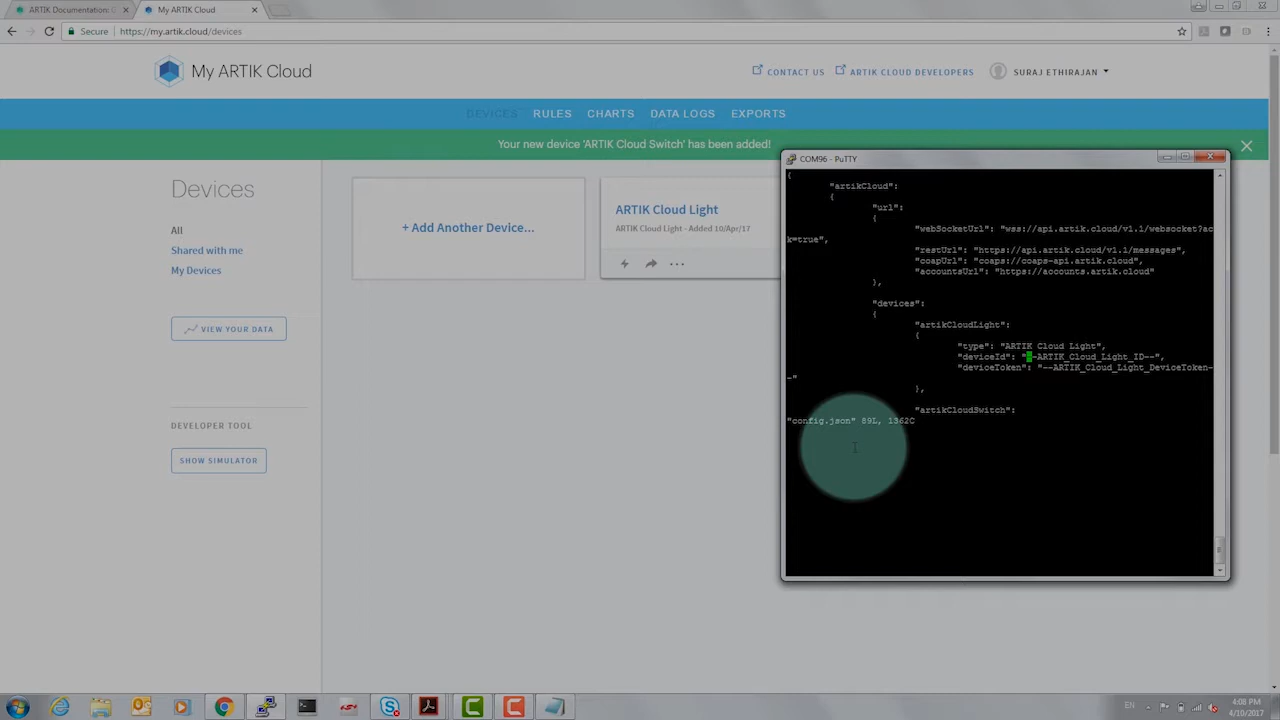 ARTIK Documentation: C
My ARTIK Cloud
Secure
https://my.artik.cloud/devices
My ARTIK Cloud
CONTACT US
ARTIK CLOUD DEVELOPERS
SURAJ ETHIRAJAN
DEVICES
RULES
CHARTS
DATA LOGS
EXPORTS
Your new device 'ARTIK Cloud Switch' has been added!
Devices
All
Shared with me
My Devices
VIEW YOUR DATA
DEVELOPER TOOL
SHOW SIMULATOR
+ Add Another Device...
ARTIK Cloud Light
ARTIK Cloud Light - Added 10/Apr/17
COM96 - PuTTY
{
"artikCloud":
{
"url":
{
"webSocketUrl": "wss://api.artik.cloud/v1.1/websocket?ac
k=true",
"restUrl": "https://api.artik.cloud/v1.1/messages",
"coapUrl": "coaps://coaps-api.artik.cloud",
"accountsUrl": "https://accounts.artik.cloud"
},
"devices":
{
"artikCloudLight":
{
"type": "ARTIK Cloud Light",
"deviceId": "--ARTIK_Cloud_Light_ID--",
"deviceToken": "--ARTIK_Cloud_Light_DeviceToken-
-"
},
"artikCloudSwitch":
"config.json" 89L, 1362C
EN
4:08 PM
4/10/2017